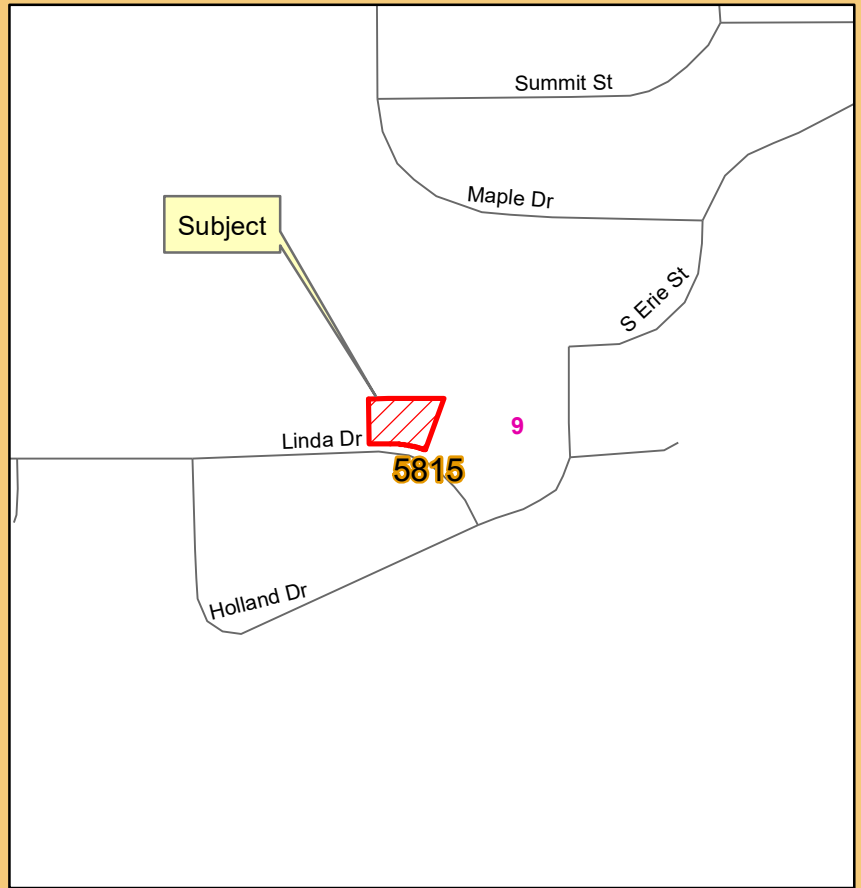 Summit St
Maple Dr
Subject
S Erie St
9
Linda Dr
5815
Holland Dr